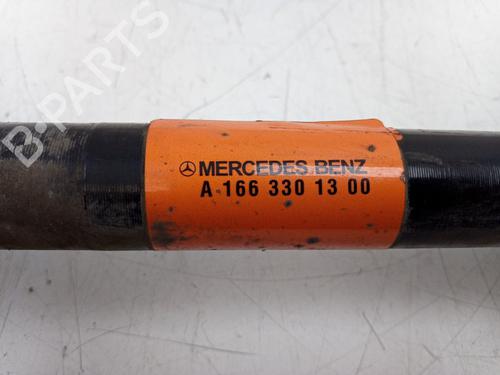 B-PARTS
MERCEDES BENZ
A 166 330 13 00